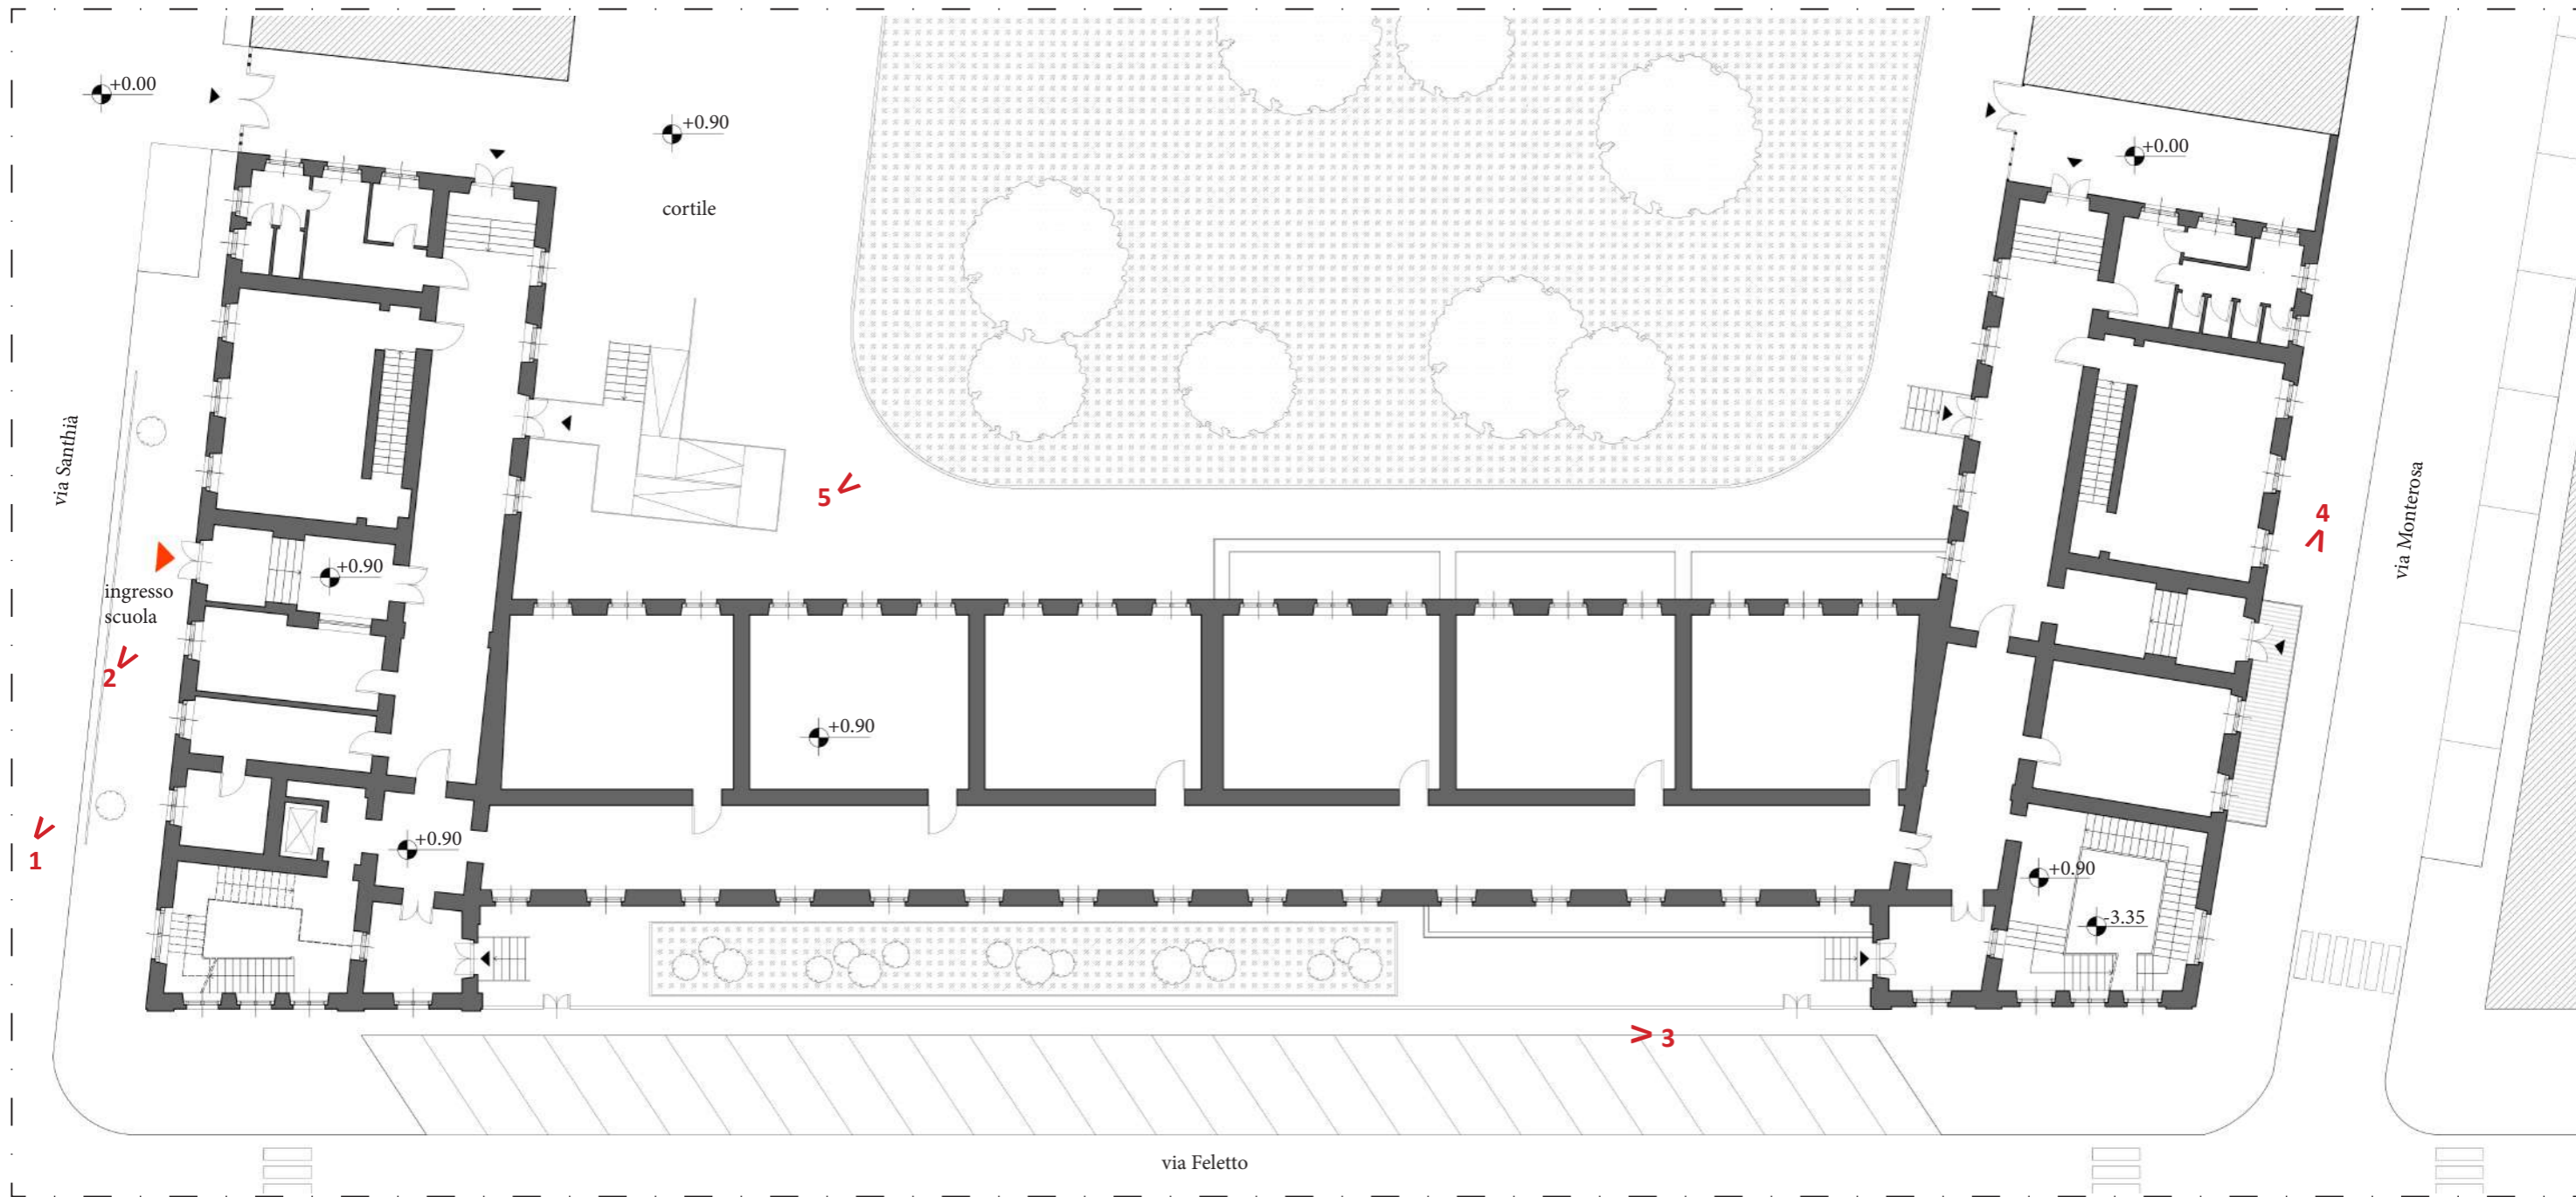 +0.00
+0.90
+0.00
cortile
via Santhià
5
4
via Monterosa
+0.90
ingresso
scuola
2
+0.90
+0.90
1
+0.90
-3.35
3
via Feletto